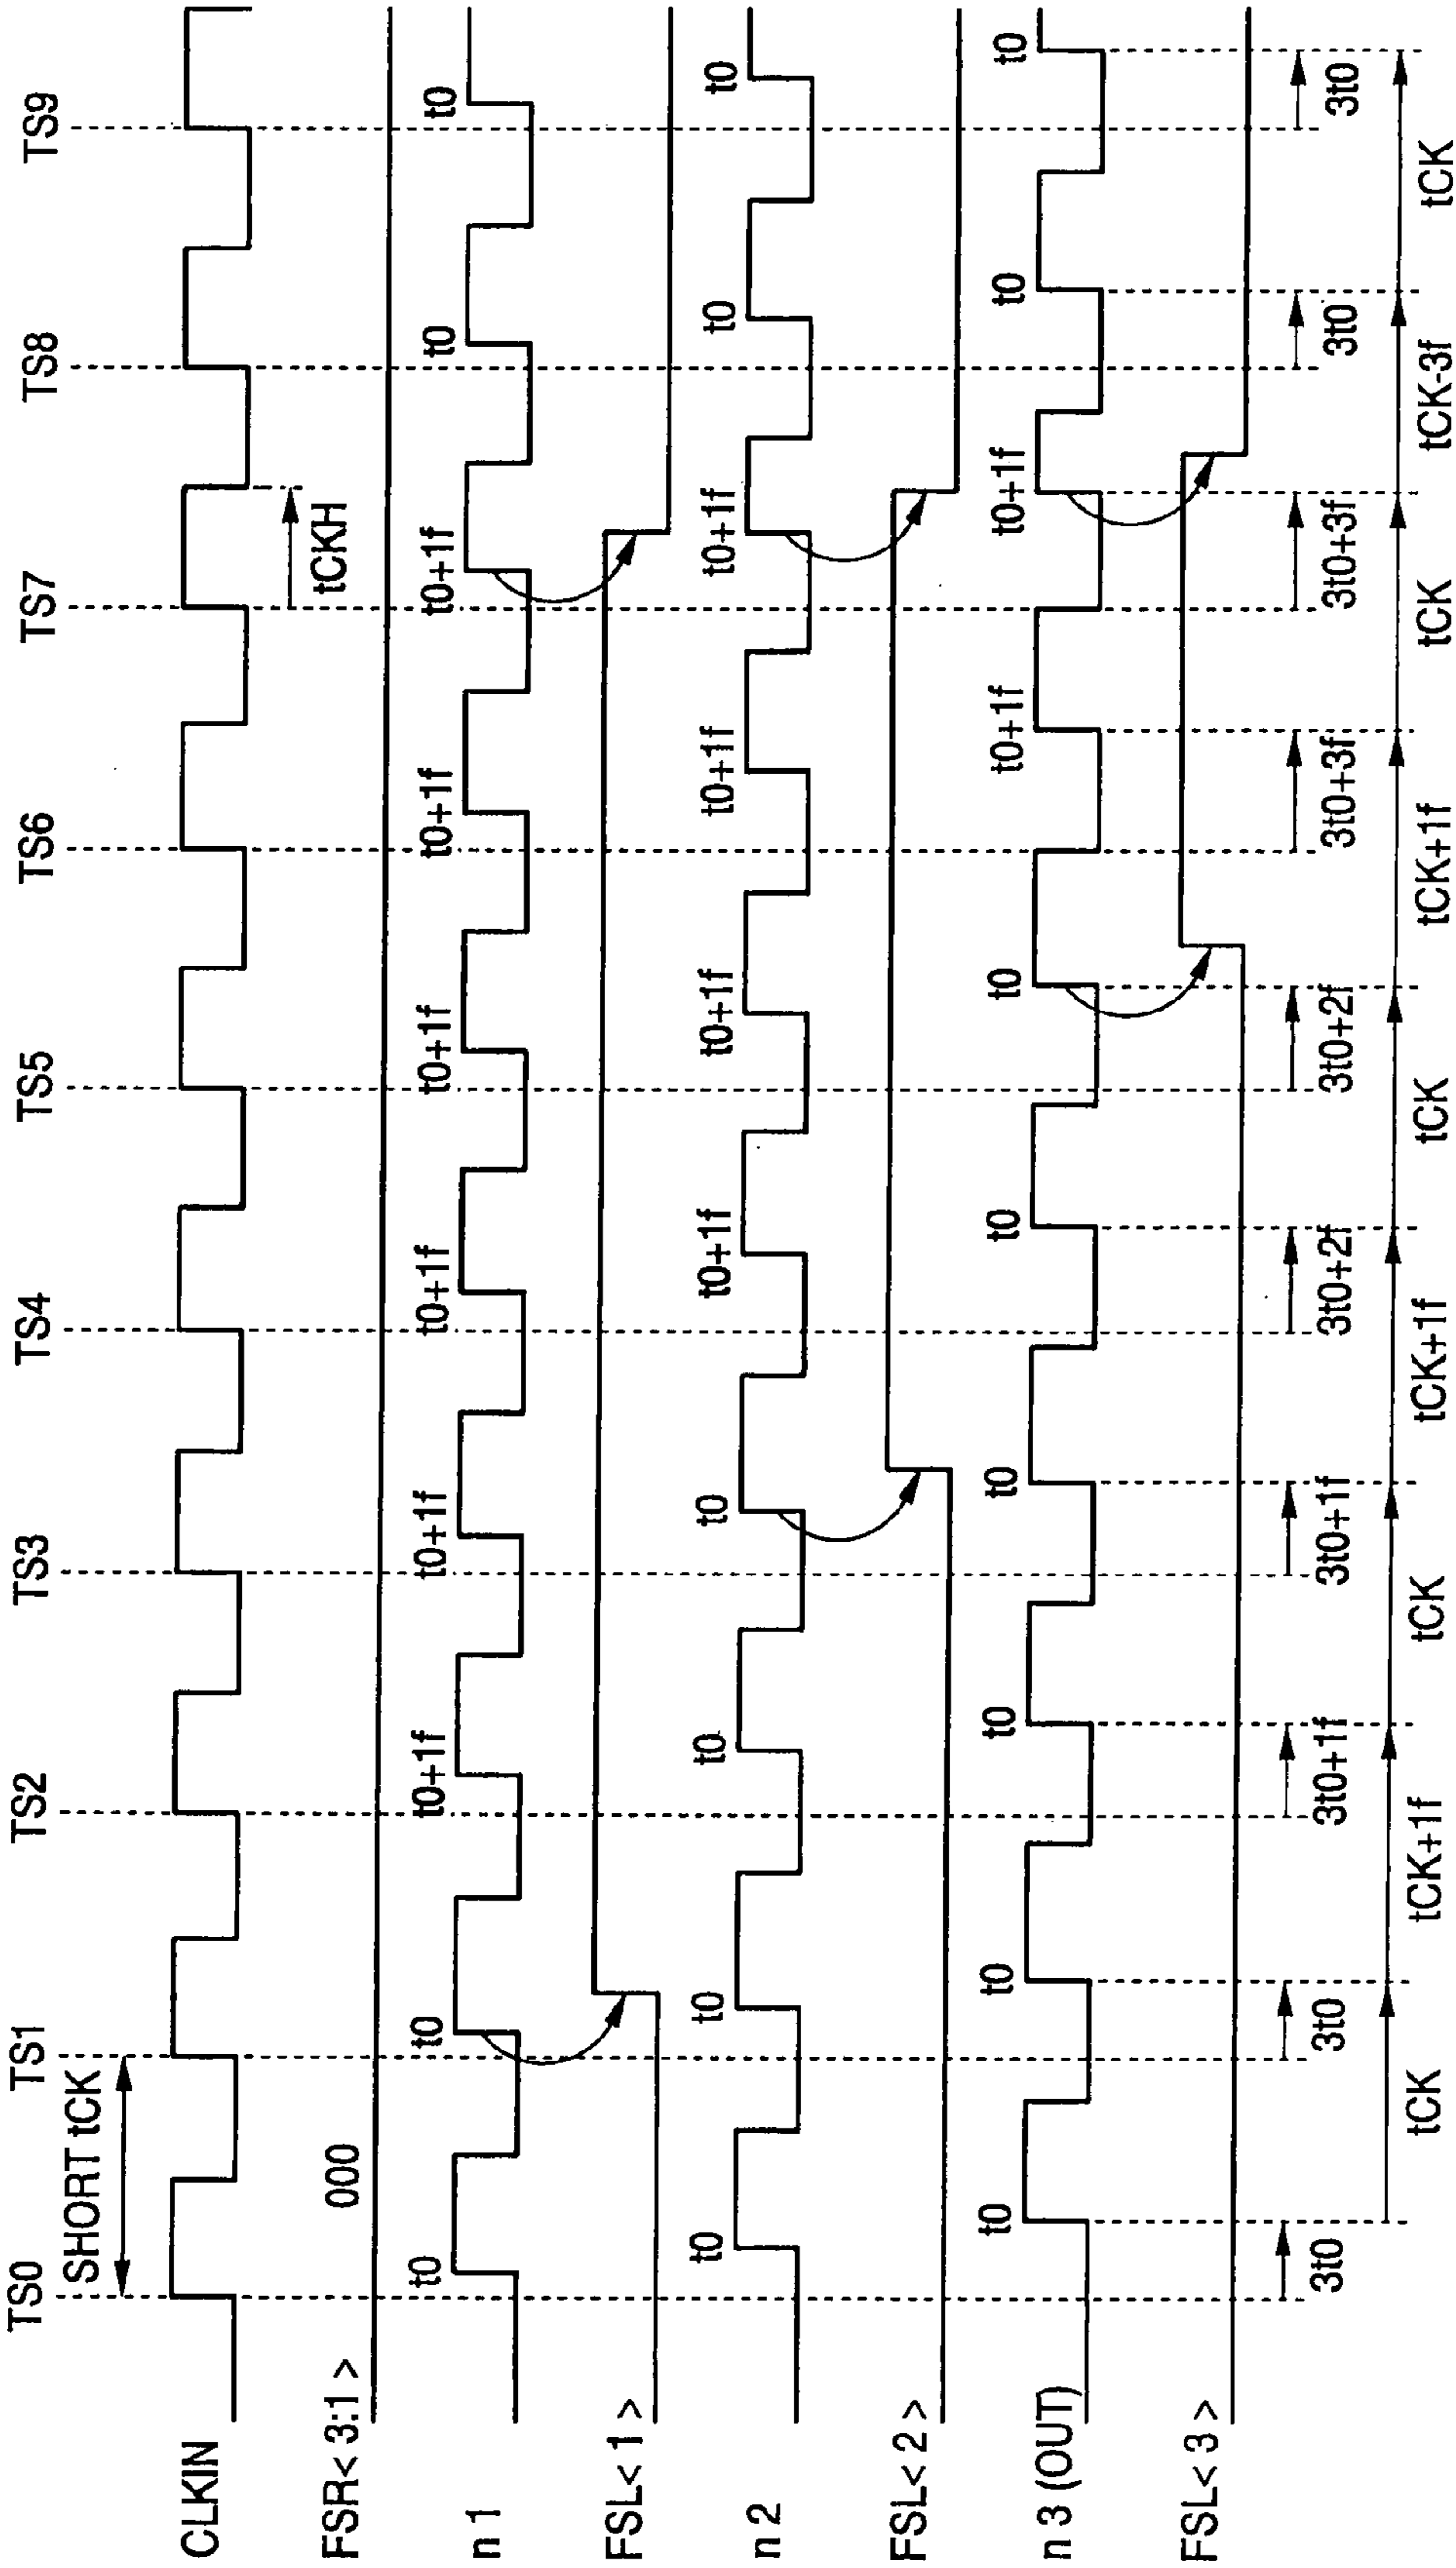 TS0 TS1 TS2 TS3 TS4 TS5 TS6 TS7 TS8 TS9
SHORT tCK
CLKIN
tCKH
000
FSR< 3:1 >
t0 t0 t0+1f t0+1f t0+1f t0+1f t0+1f t0+1f t0 t0
n 1
FSL< 1 >
t0 t0 t0 t0 t0+1f t0+1f t0+1f t0+1f t0 t0
n 2
FSL< 2 >
t0 t0 t0 t0 t0 t0 t0+1f t0+1f t0 t0
n 3 (OUT)
FSL< 3 >
3t0 3t0 3t0+1f 3t0+1f 3t0+2f 3t0+2f 3t0+3f 3t0+3f 3t0 3t0
tCK tCK+1f tCK tCK+1f tCK tCK+1f tCK tCK-3f tCK